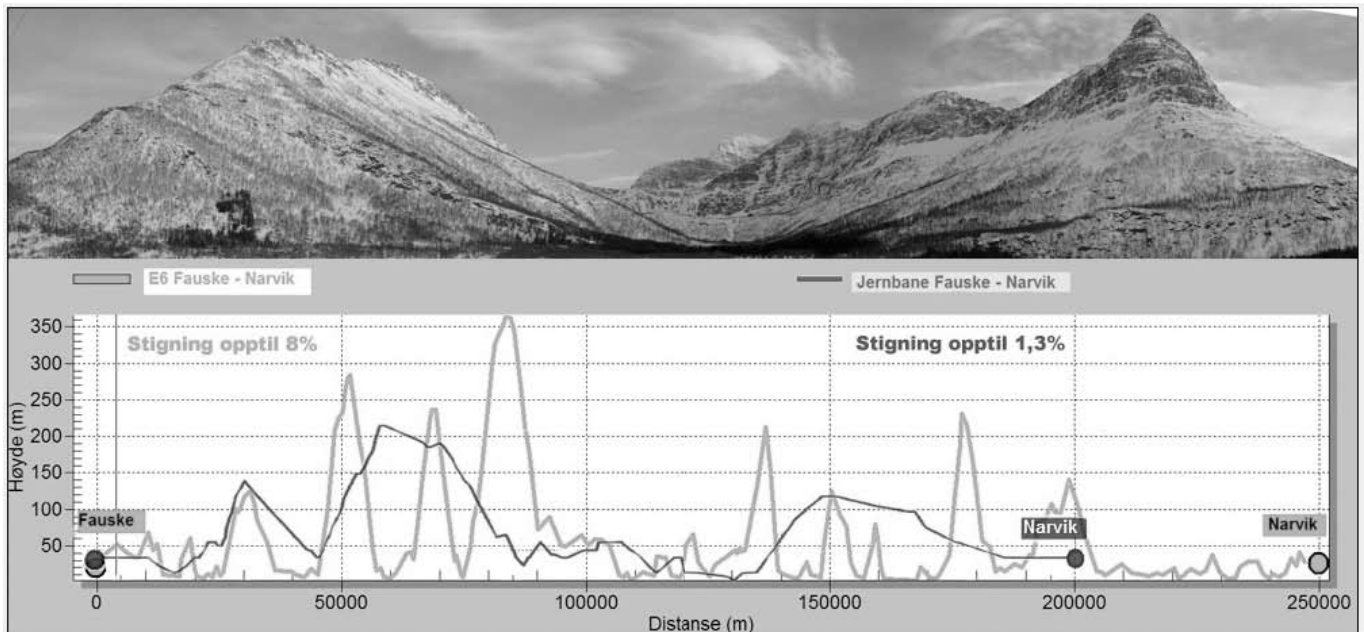 E6 Fauske - Narvik
Jernbane Fauske - Narvik
Stigning opptil 8%
Stigning opptil 1,3%
Høyde (m)
350
300
250
200
150
100
50
Fauske
Narvik
Narvik
0
50000
100000
150000
200000
250000
Distanse (m)